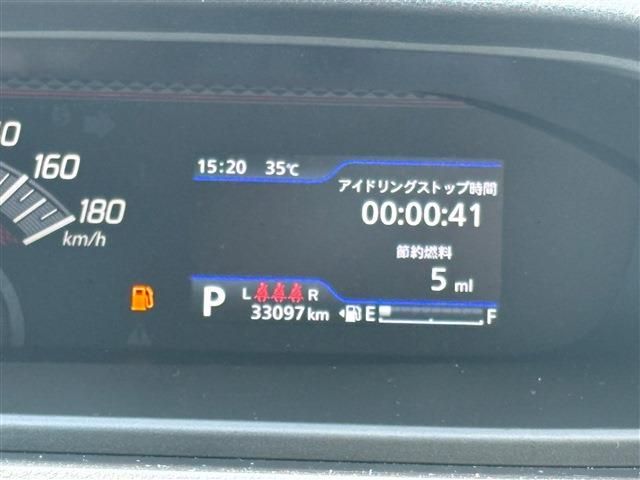 160
180
km/h
15:20 35℃
アイドリングストップ時間
00:00:41
節約燃料
5 ml
P
L R
33097 km
E F